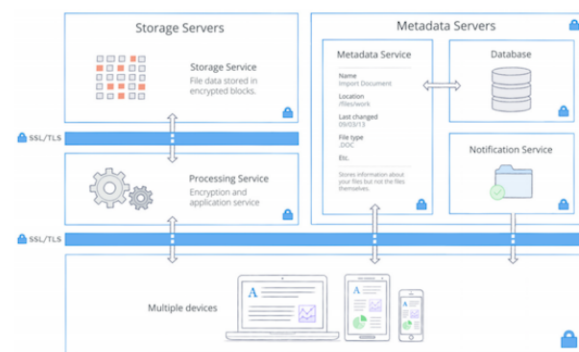 Storage Servers
Storage Service
File data stored in
encrypted blocks.
SSL/TLS
Processing Service
Encryption and
application service
Metadata Servers
Metadata Service
Name
Import Document
Location
/files/work
Last changed
09/03/13
File type
.DOC
Etc.
Stores information about
your files but not the files
themselves.
Database
Notification Service
SSL/TLS
Multiple devices
A
A
A